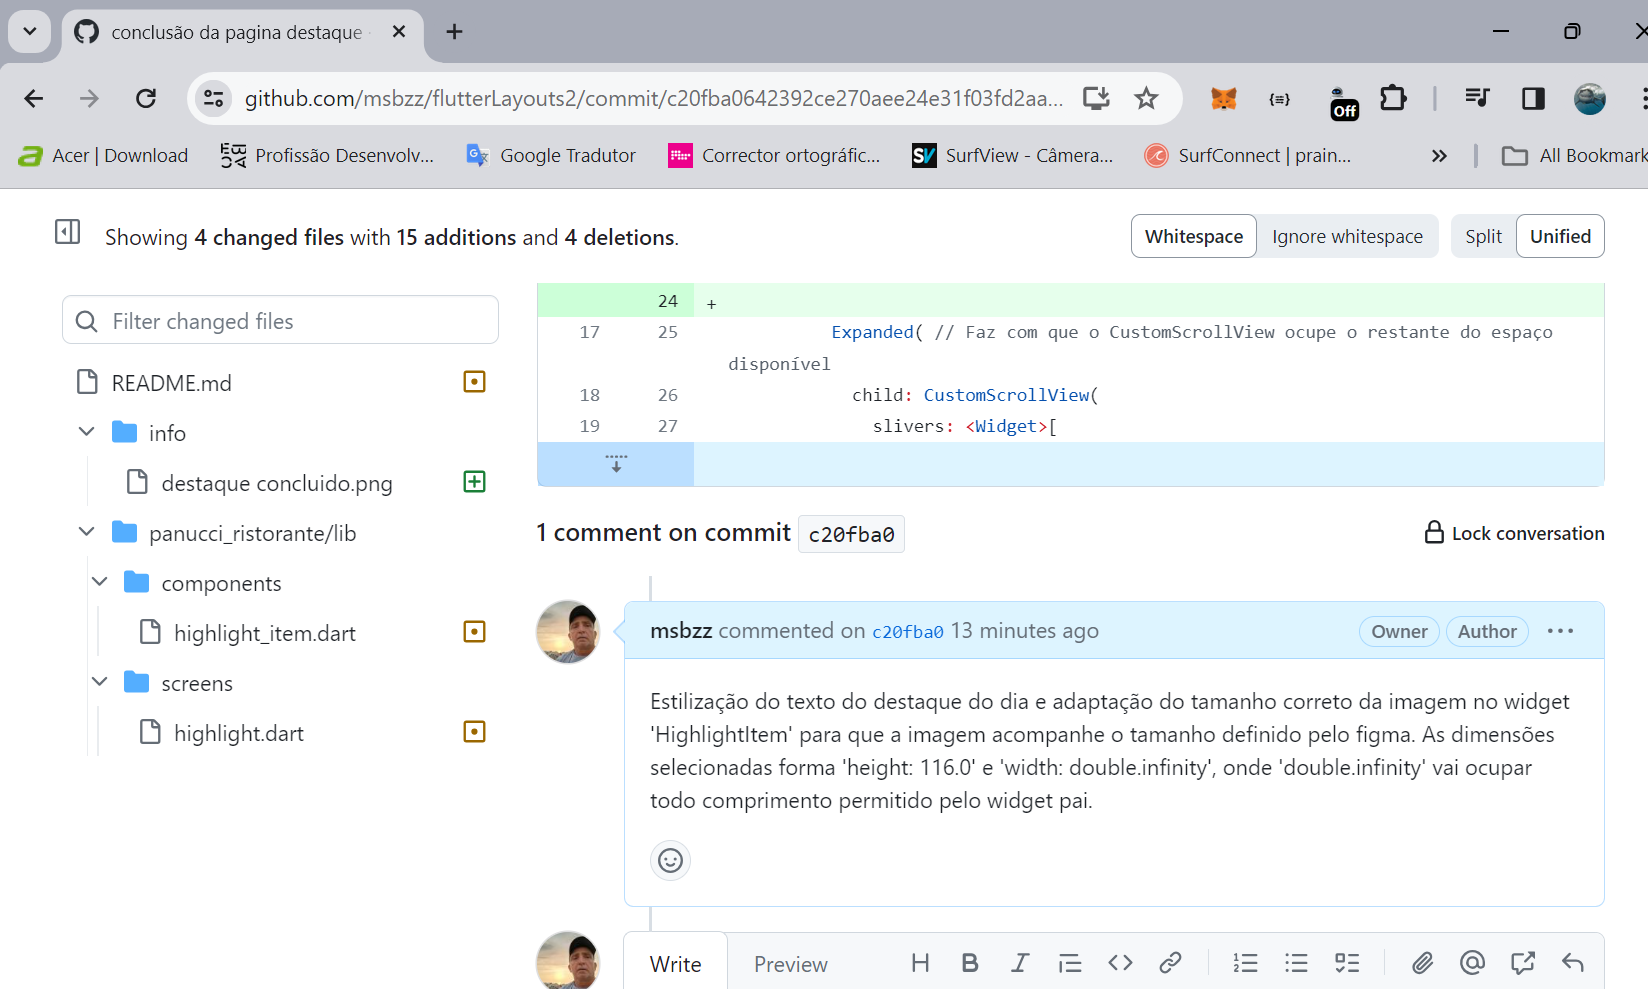 conclusão da pagina destaque
github.com/msbzz/flutterLayouts2/commit/c20fba0642392ce270aee24e31f03fd2aa...
Off
Acer | Download
Profissão Desenvolv...
Google Tradutor
Corrector ortográfic...
SurfView - Câmera...
SurfConnect | prain...
»
All Bookmark
Showing 4 changed files with 15 additions and 4 deletions.
Whitespace
Ignore whitespace
Split
Unified
Filter changed files
README.md
info
destaque concluido.png
panucci_ristorante/lib
components
highlight_item.dart
screens
highlight.dart
24 +
17 25 Expanded( // Faz com que o CustomScrollView ocupe o restante do espaço
disponível
18 26 child: CustomScrollView(
19 27 slivers: <Widget>[
1 comment on commit c20fba0
Lock conversation
msbzz commented on c20fba0 13 minutes ago
Owner
Author
Estilização do texto do destaque do dia e adaptação do tamanho correto da imagem no widget
'HighlightItem' para que a imagem acompanhe o tamanho definido pelo figma. As dimensões
selecionadas forma 'height: 116.0' e 'width: double.infinity', onde 'double.infinity' vai ocupar
todo comprimento permitido pelo widget pai.
Write
Preview